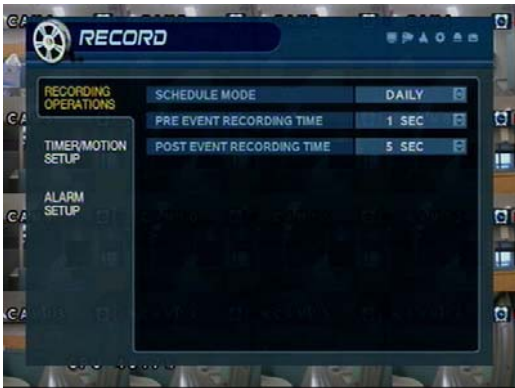 RECORD
RECORDING
OPERATIONS
SCHEDULE MODE DAILY
PRE EVENT RECORDING TIME 1 SEC
POST EVENT RECORDING TIME 5 SEC
TIMER/MOTION
SETUP
ALARM
SETUP